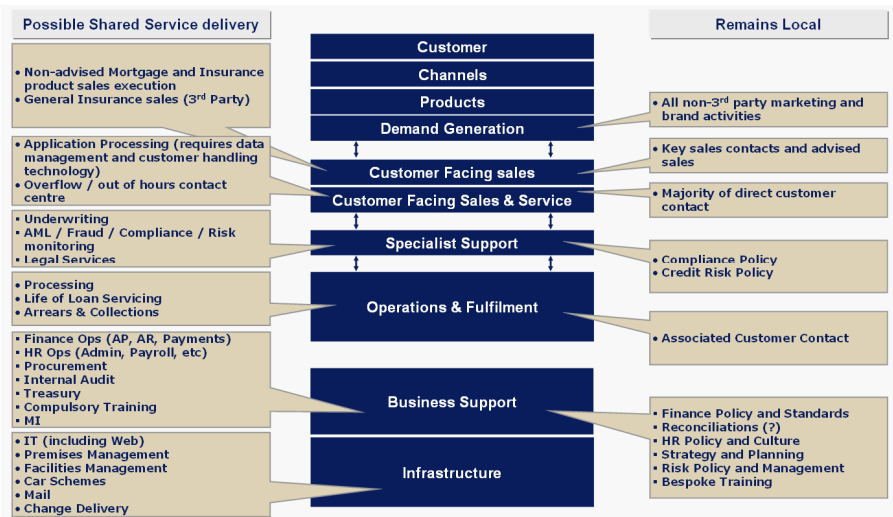 Possible Shared Service delivery
• Non-advised Mortgage and Insurance
product sales execution
• General Insurance sales (3rd Party)
• Application Processing (requires data
management and customer handling
technology)
• Overflow / out of hours contact
centre
▪ Underwriting
▪ AML / Fraud / Compliance / Risk
monitoring
▪ Legal Services
• Processing
• Life of Loan Servicing
• Arrears & Collections
▪ Finance Ops (AP, AR, Payments)
▪ HR Ops (Admin, Payroll, etc)
▪ Procurement
▪ Internal Audit
▪ Treasury
▪ Compulsory Training
▪ MI
• IT (including Web)
• Premises Management
• Facilities Management
• Car Schemes
• Mail
• Change Delivery
Customer
Channels
Products
Demand Generation
Customer Facing sales
Customer Facing Sales & Service
Specialist Support
Operations & Fulfilment
Business Support
Infrastructure
Remains Local
• All non-3rd party marketing and
brand activities
• Key sales contacts and advised
sales
• Majority of direct customer
contact
• Compliance Policy
• Credit Risk Policy
• Associated Customer Contact
▪ Finance Policy and Standards
▪ Reconciliations (?)
▪ HR Policy and Culture
▪ Strategy and Planning
▪ Risk Policy and Management
▪ Bespoke Training